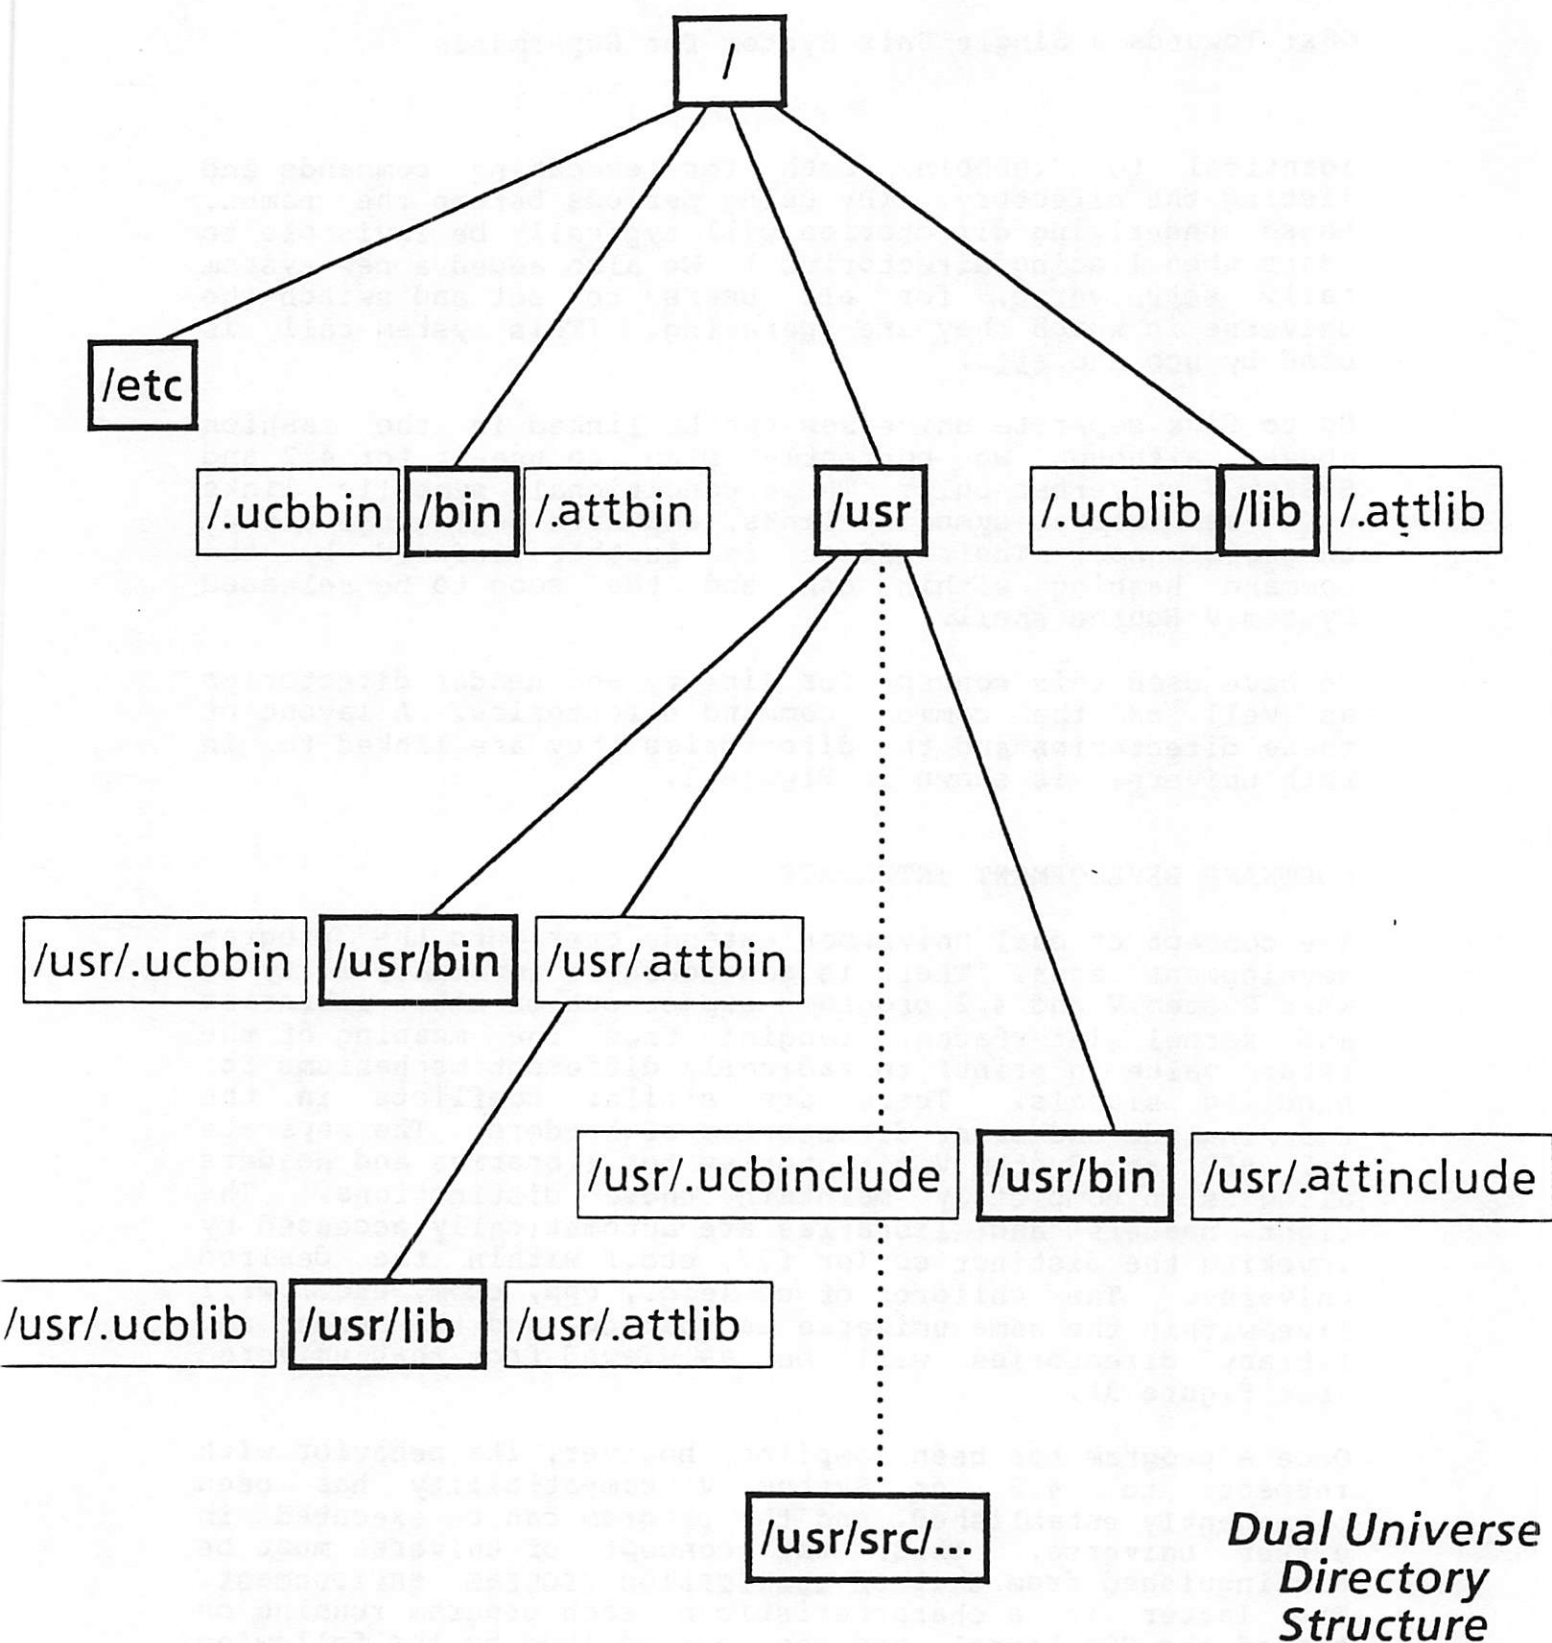 /
/etc
/.ucbbin /bin /.attbin /usr /.ucblib /lib /.attlib
/usr/.ucbbin /usr/bin /usr/.attbin
/usr/.ucbinclude /usr/bin /usr/.attinclude
/usr/.ucblib /usr/lib /usr/.attlib
/usr/src/...
Dual Universe
Directory
Structure